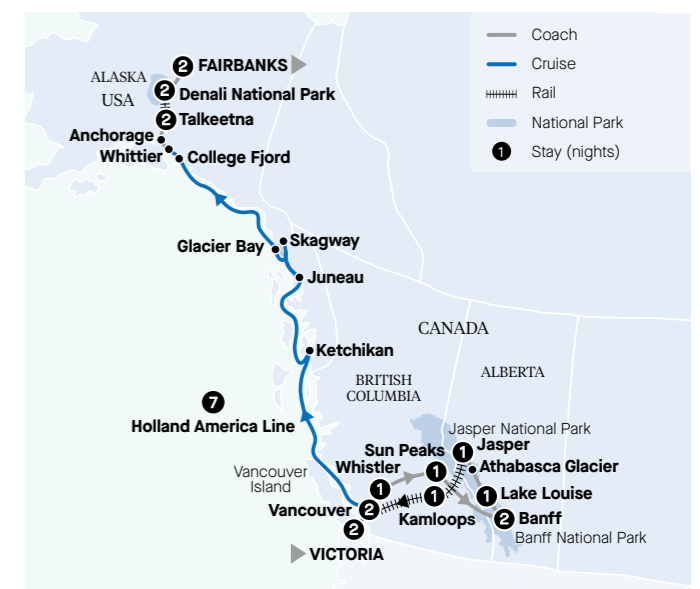 Coach
Cruise
Rail
National Park
1 Stay (nights)
2 FAIRBANKS
ALASKA
USA
2 Denali National Park
2 Talkeetna
Anchorage
Whittier
College Fjord
Glacier Bay
Skagway
Juneau
Ketchikan
CANADA
ALBERTA
BRITISH
COLUMBIA
7
Holland America Line
Jasper National Park
Sun Peaks
1
1 Jasper
Whistler
1
Athabasca Glacier
Vancouver
Island
1 Lake Louise
Vancouver 2
1
Kamloops
2 Banff
Banff National Park
2
VICTORIA